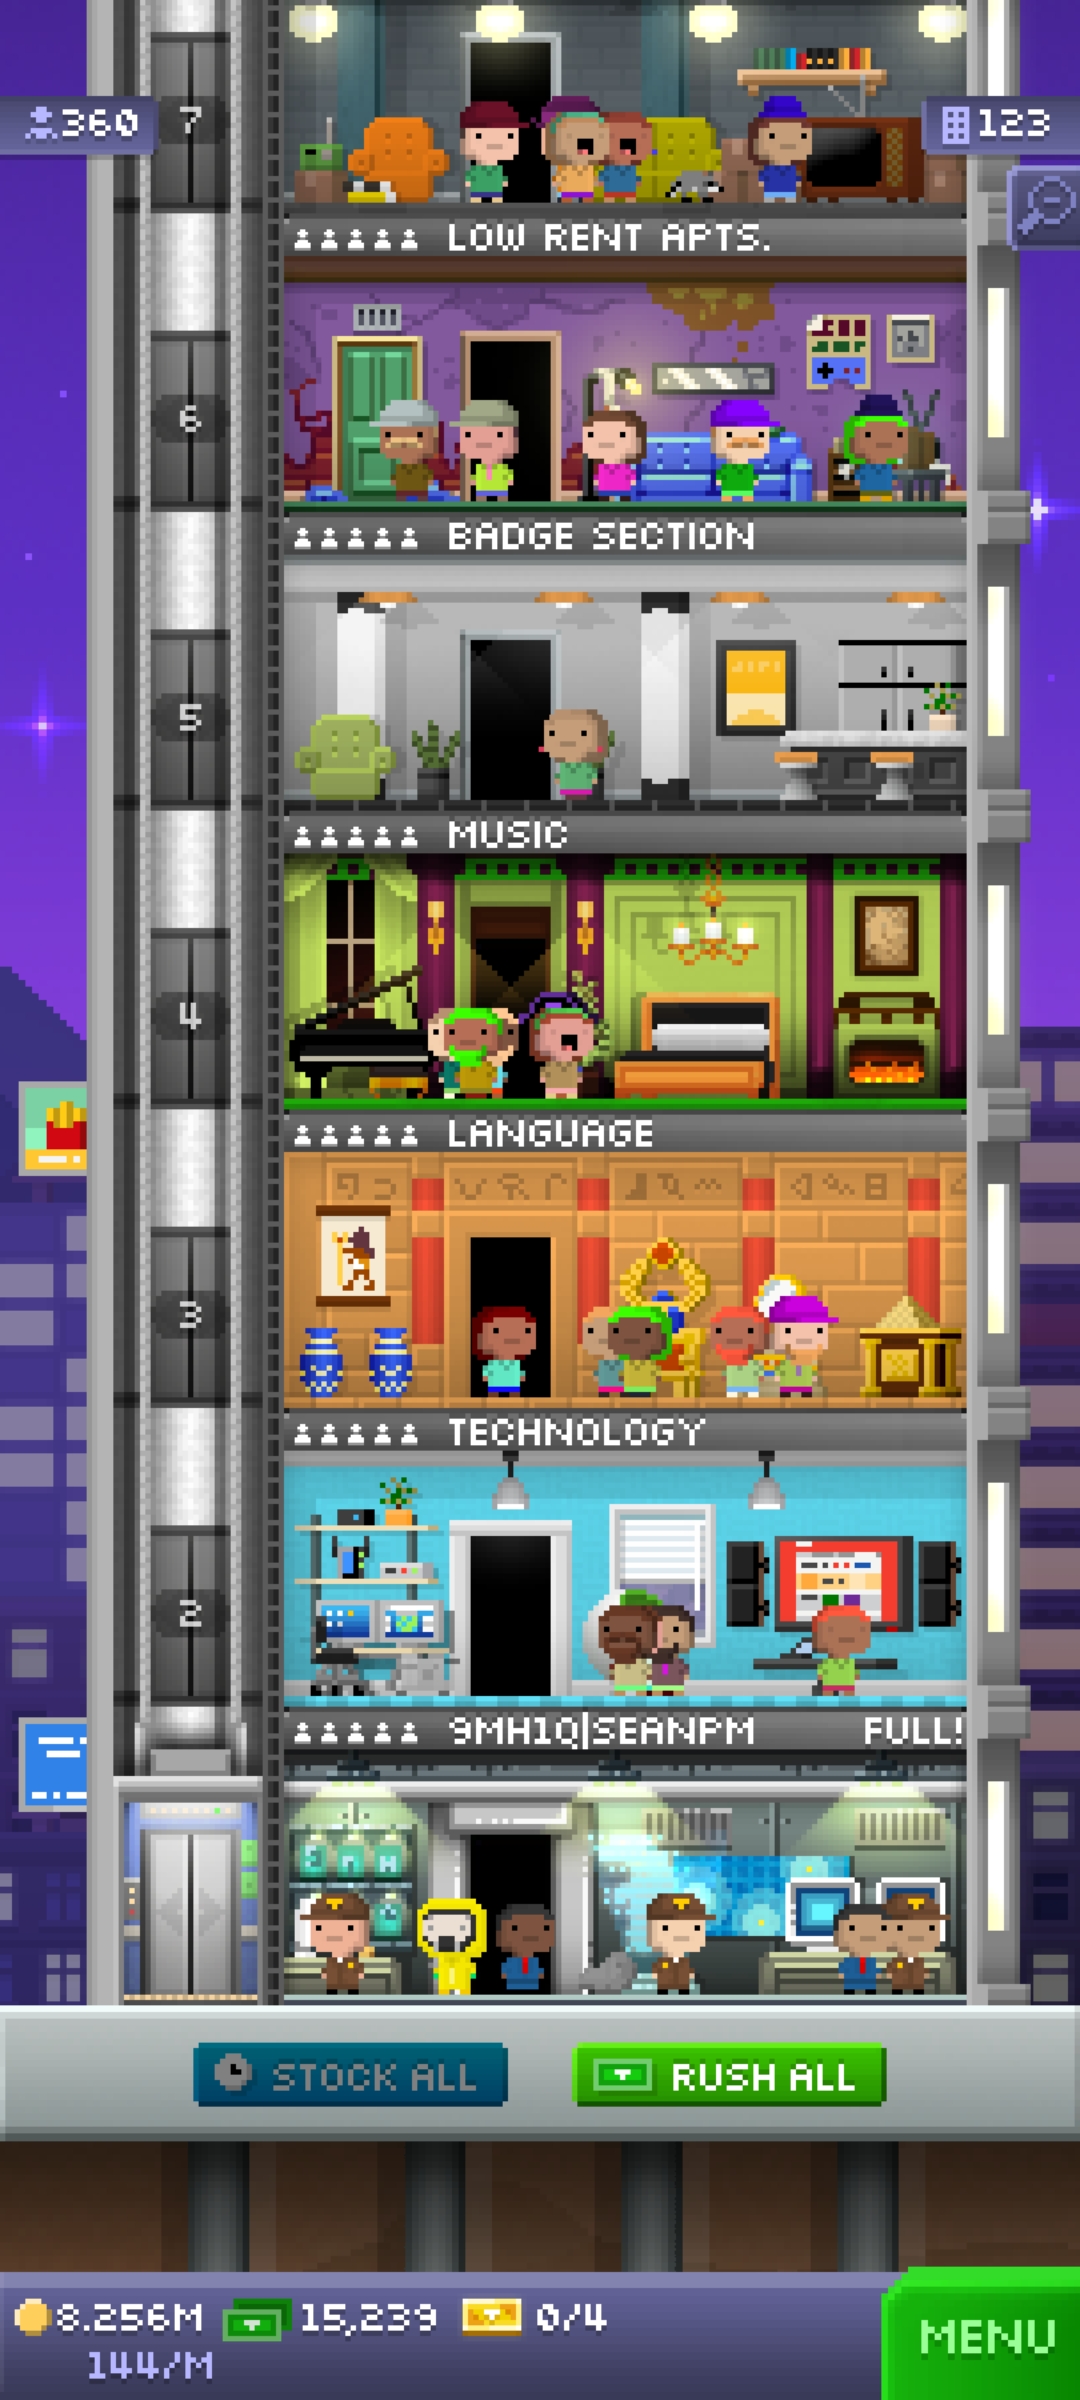 360
7
123
LOW RENT APTS.
6
BADGE SECTION
5
MUSIC
4
LANGUAGE
3
TECHNOLOGY
2
9MH1Q|SEANPM FULL!
STOCK ALL
RUSH ALL
8.256M 15,239 0/4
144/M
MENU